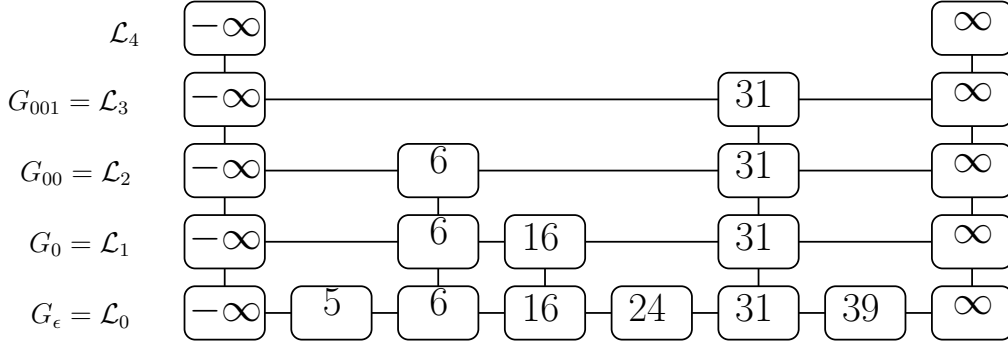 ℒ₄ −∞ ∞
G₀₀₁ = ℒ₃ −∞ 31 ∞
G₀₀ = ℒ₂ −∞ 6 31 ∞
G₀ = ℒ₁ −∞ 6 16 31 ∞
G_ϵ = ℒ₀ −∞ 5 6 16 24 31 39 ∞